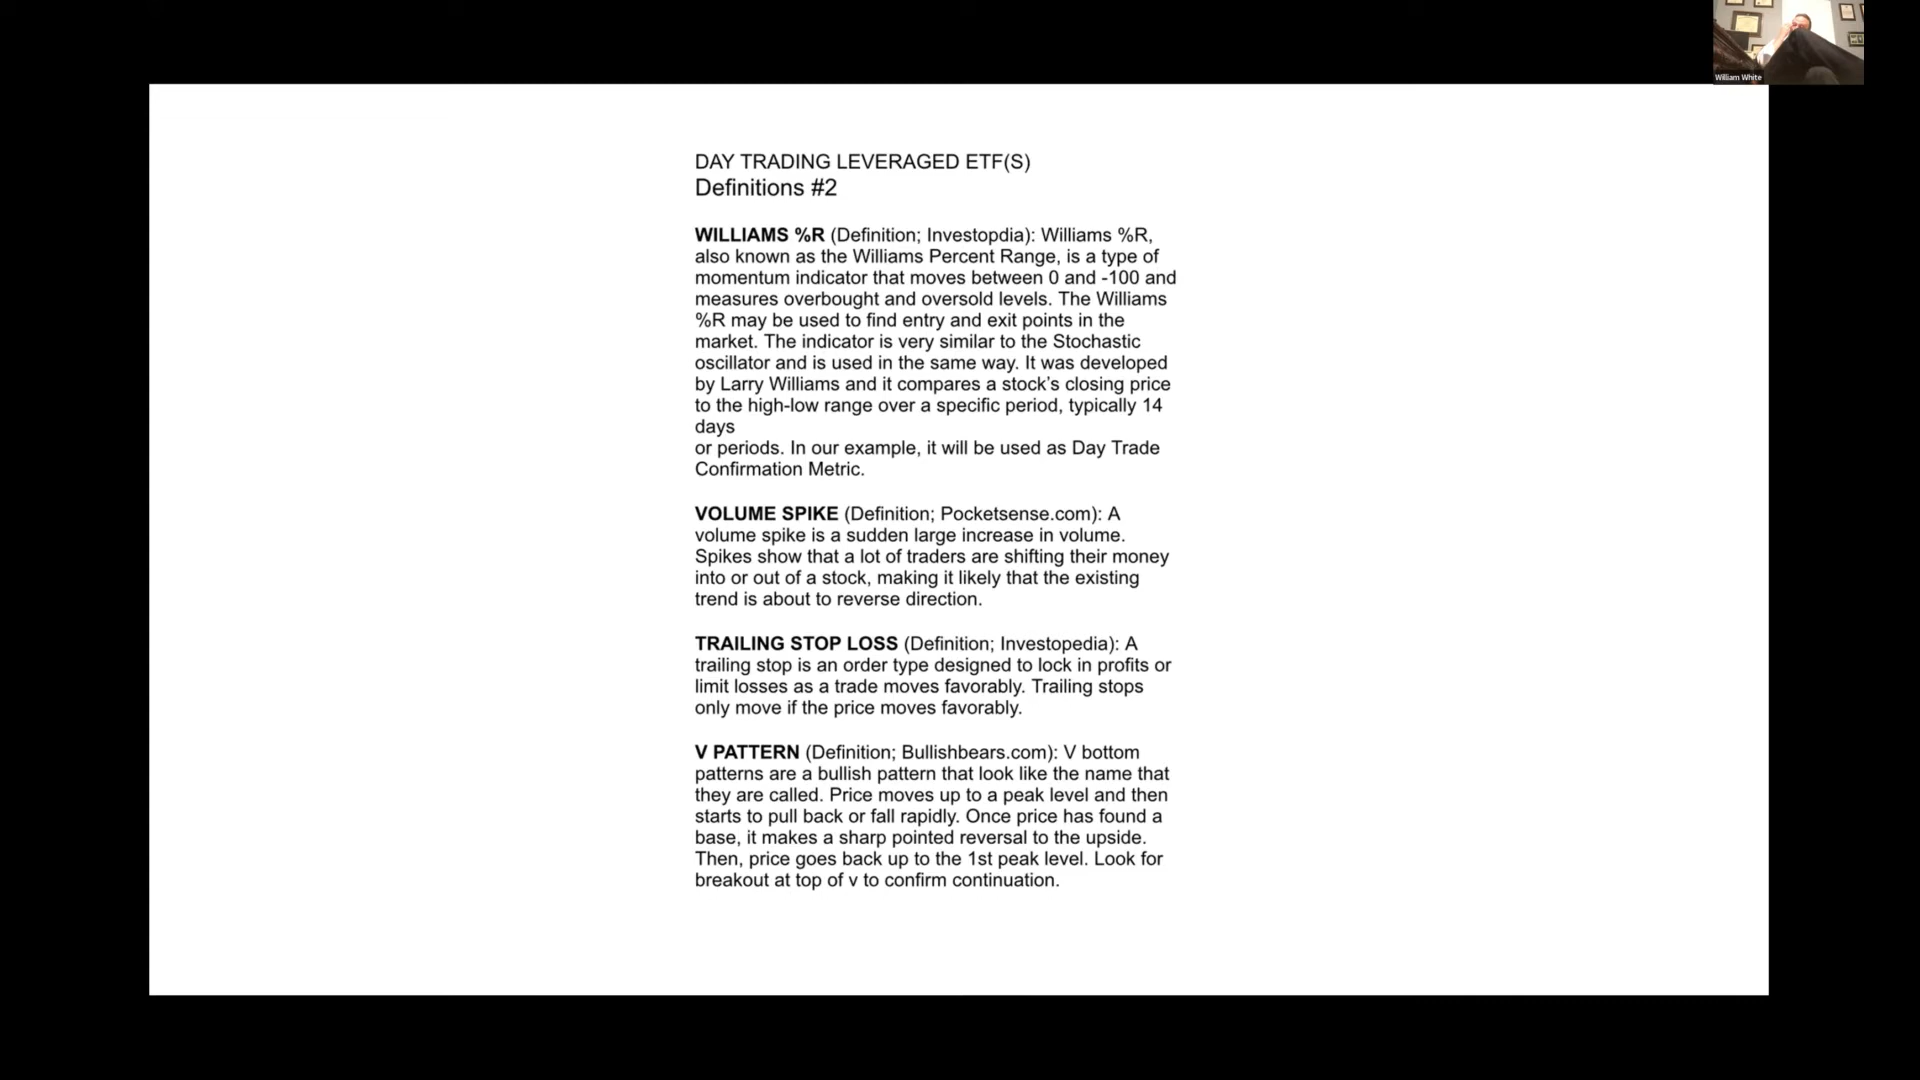 William White
DAY TRADING LEVERAGED ETF(S)
Definitions #2
WILLIAMS %R (Definition; Investopdia): Williams %R,
also known as the Williams Percent Range, is a type of
momentum indicator that moves between 0 and -100 and
measures overbought and oversold levels. The Williams
%R may be used to find entry and exit points in the
market. The indicator is very similar to the Stochastic
oscillator and is used in the same way. It was developed
by Larry Williams and it compares a stock’s closing price
to the high-low range over a specific period, typically 14
days
or periods. In our example, it will be used as Day Trade
Confirmation Metric.
VOLUME SPIKE (Definition; Pocketsense.com): A
volume spike is a sudden large increase in volume.
Spikes show that a lot of traders are shifting their money
into or out of a stock, making it likely that the existing
trend is about to reverse direction.
TRAILING STOP LOSS (Definition; Investopedia): A
trailing stop is an order type designed to lock in profits or
limit losses as a trade moves favorably. Trailing stops
only move if the price moves favorably.
V PATTERN (Definition; Bullishbears.com): V bottom
patterns are a bullish pattern that look like the name that
they are called. Price moves up to a peak level and then
starts to pull back or fall rapidly. Once price has found a
base, it makes a sharp pointed reversal to the upside.
Then, price goes back up to the 1st peak level. Look for
breakout at top of v to confirm continuation.